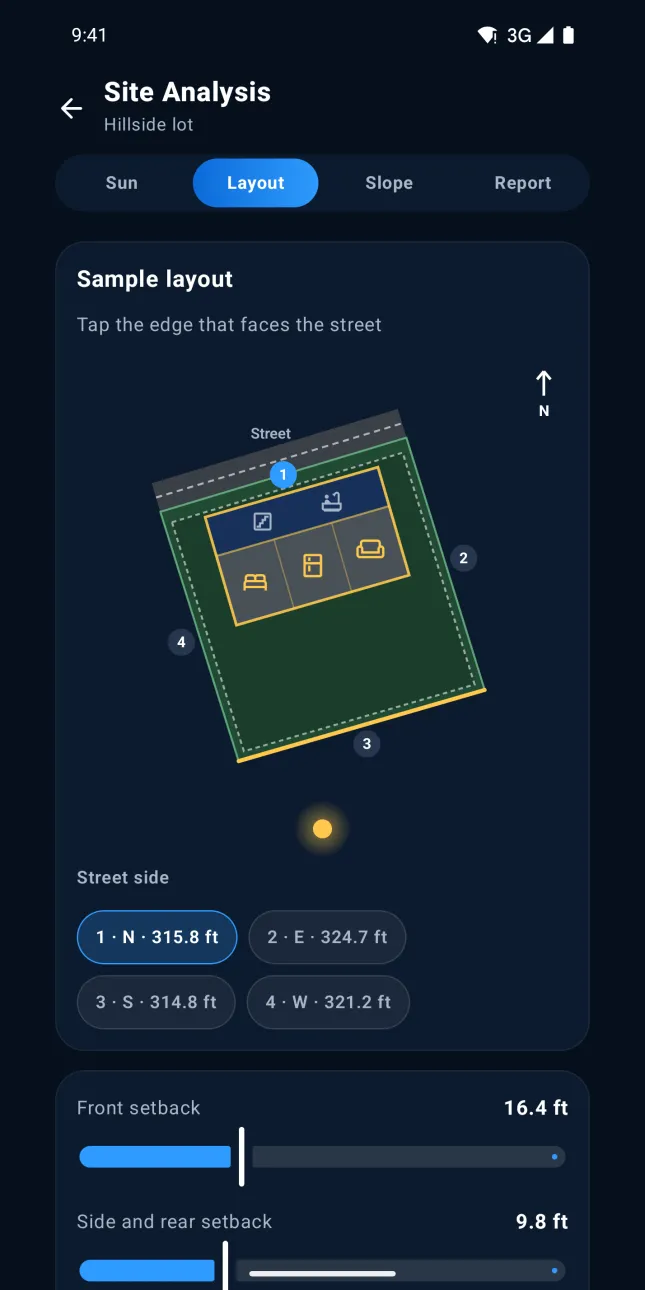 9:41
3G
Site Analysis
Hillside lot
Sun
Layout
Slope
Report
Sample layout
Tap the edge that faces the street
N
Street
1
2
4
3
Street side
1 · N · 315.8 ft
2 · E · 324.7 ft
3 · S · 314.8 ft
4 · W · 321.2 ft
Front setback
16.4 ft
Side and rear setback
9.8 ft